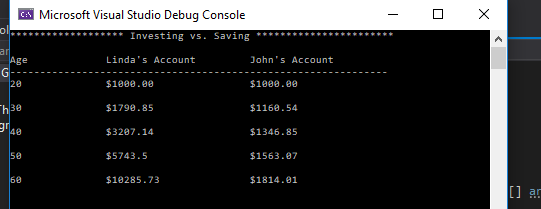 Microsoft Visual Studio Debug Console
******************* Investing vs. Saving ***********************
Age Linda's Account John's Account
----------------------------------------------------------------
20 $1000.00 $1000.00
30 $1790.85 $1160.54
40 $3207.14 $1346.85
50 $5743.5 $1563.07
60 $10285.73 $1814.01
[] ar